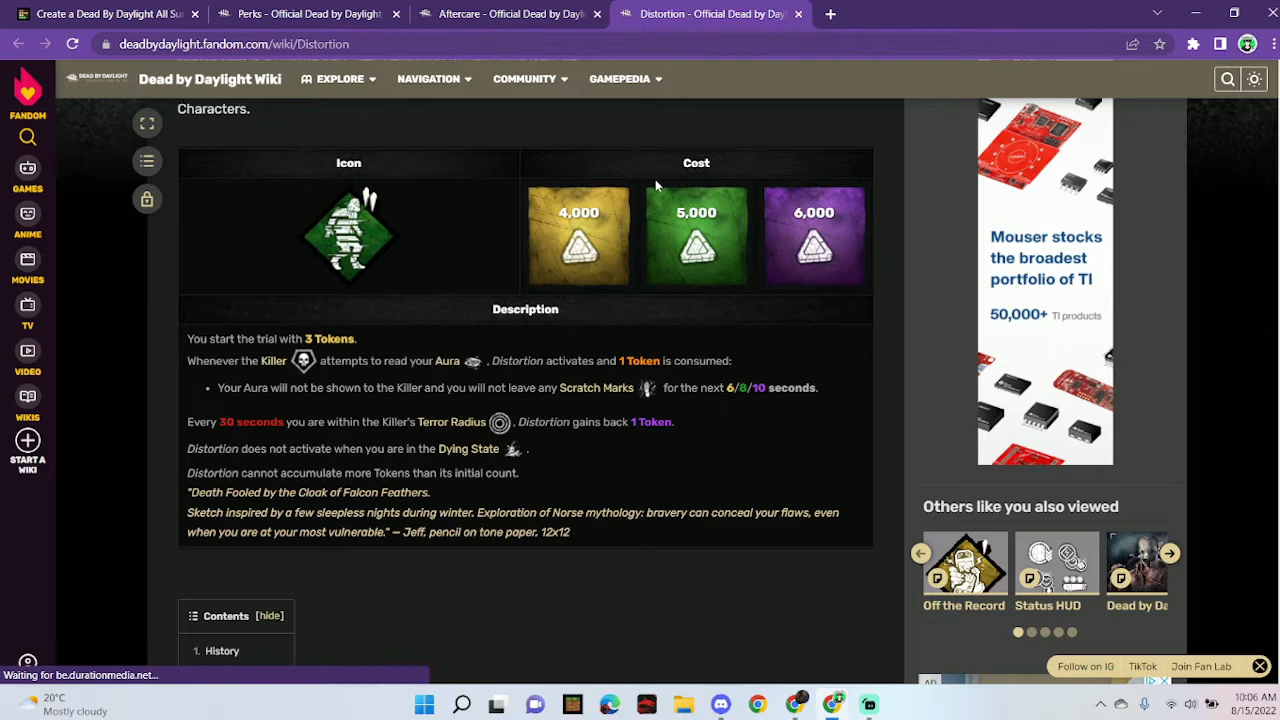 Create a Dead By Daylight All Su
Perks - Official Dead by Daylight
Aftercare - Official Dead by Dayli
Distortion - Official Dead by Dayl
deadbydaylight.fandom.com/wiki/Distortion
FANDOM
GAMES
ANIME
MOVIES
TV
VIDEO
WIKIS
START A
WIKI
DEAD BY DAYLIGHT
Dead by Daylight Wiki
EXPLORE
NAVIGATION
COMMUNITY
GAMEPEDIA
Characters.
Icon
Cost
4,000
5,000
6,000
Description
You start the trial with 3 Tokens.
Whenever the Killer attempts to read your Aura , Distortion activates and 1 Token is consumed:
• Your Aura will not be shown to the Killer and you will not leave any Scratch Marks for the next 6/8/10 seconds.
Every 30 seconds you are within the Killer's Terror Radius , Distortion gains back 1 Token.
Distortion does not activate when you are in the Dying State .
Distortion cannot accumulate more Tokens than its initial count.
"Death Fooled by the Cloak of Falcon Feathers.
Sketch inspired by a few sleepless nights during winter. Exploration of Norse mythology: bravery can conceal your flaws, even
when you are at your most vulnerable." — Jeff, pencil on tone paper. 12x12
Contents [hide]
1. History
Mouser stocks
the broadest
portfolio of TI
50,000+ TI products
Others like you also viewed
Off the Record
Status HUD
Dead by Da
Follow on IG
TikTok
Join Fan Lab
AD
Waiting for be.durationmedia.net...
20°C
Mostly cloudy
10:06 AM
8/15/2022